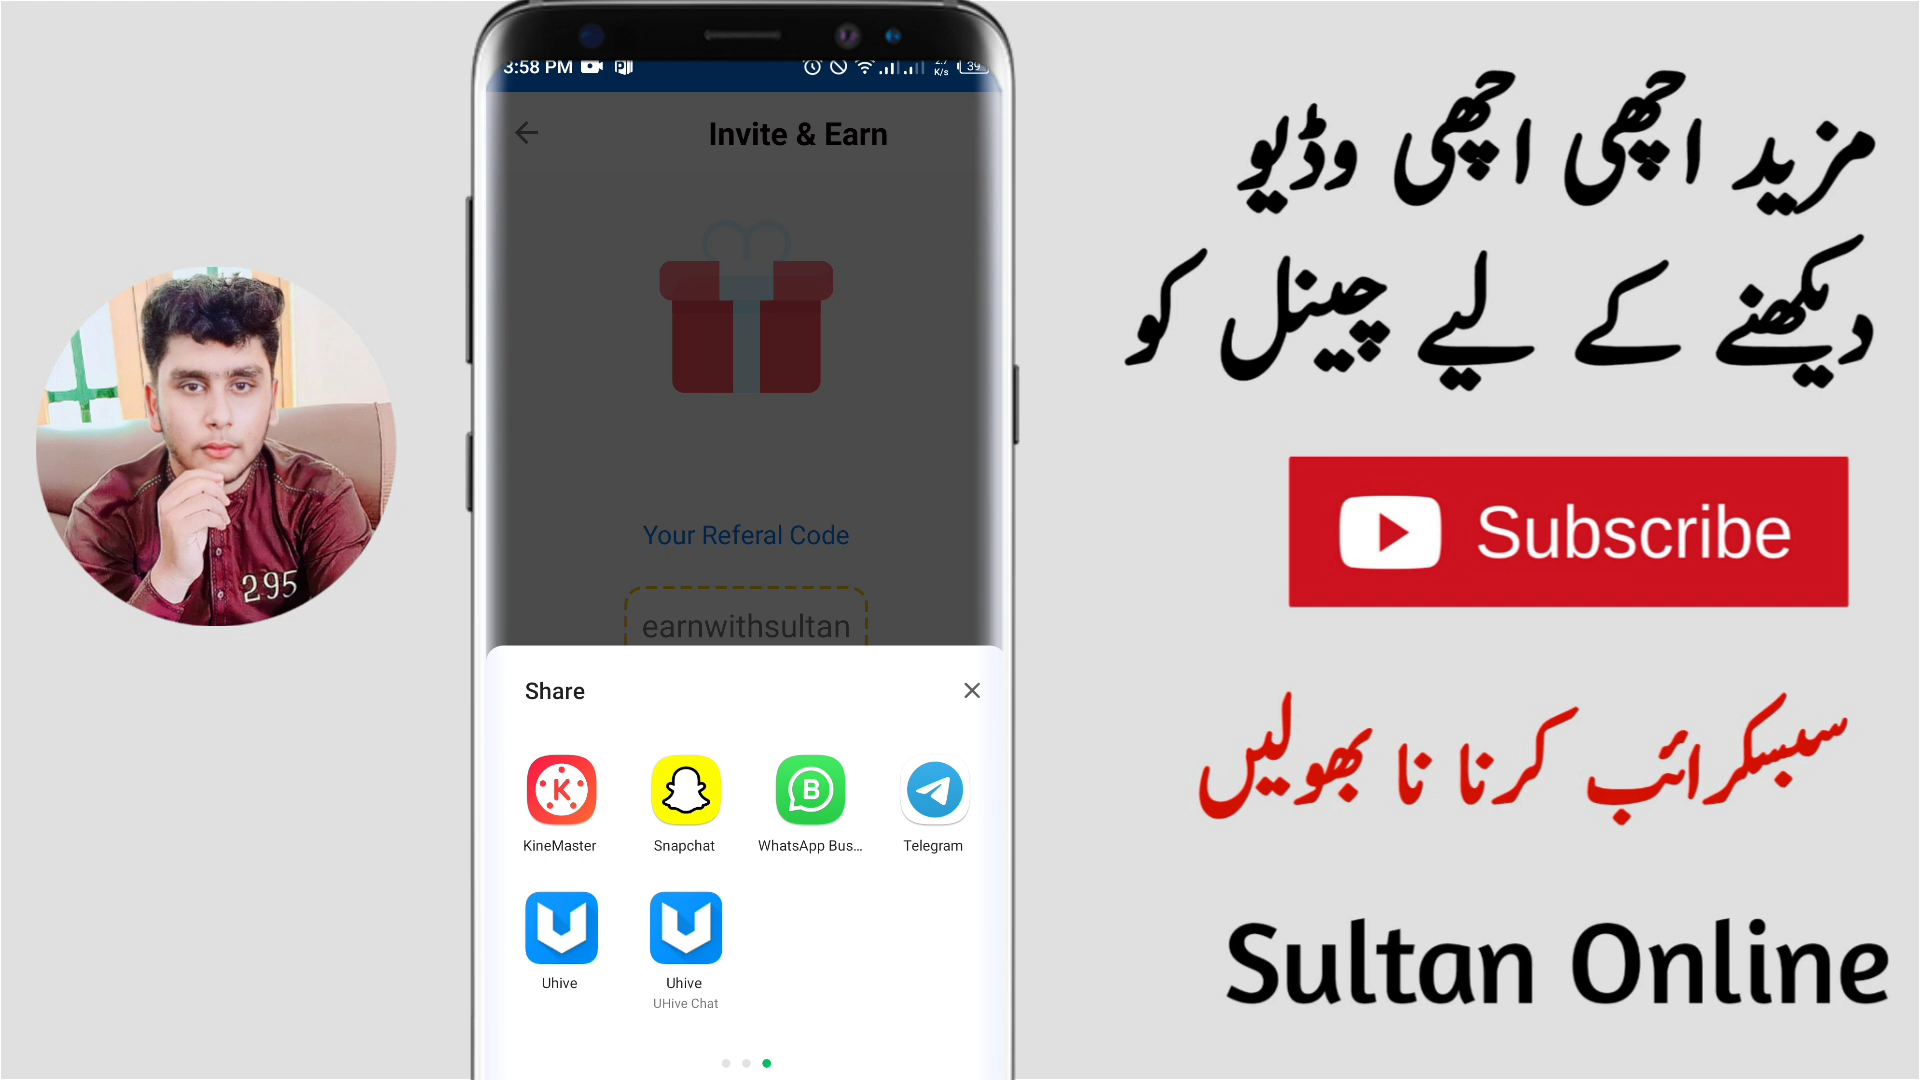 3:58 PM
K/s
39
Invite & Earn
Your Referal Code
earnwithsultan
Share
KineMaster
Snapchat
WhatsApp Bus...
Telegram
Uhive
Uhive
UHive Chat
295
مزید اچھی اچھی وڈیو
دیکھنے کے لیے چینل کو
Subscribe
سبسکرائب کرنا نا بھولیں
Sultan Online